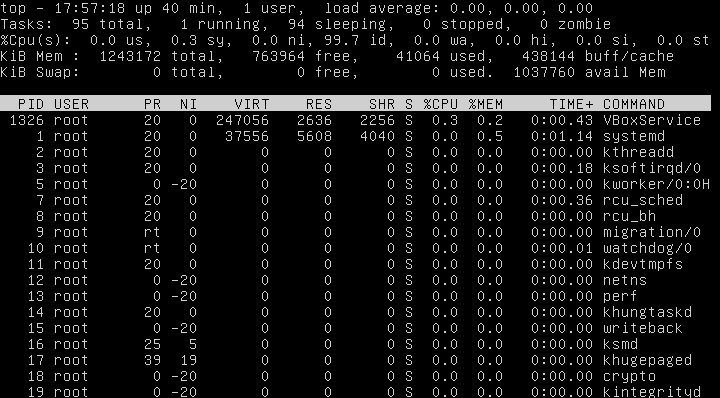 top - 17:57:18 up 40 min,  1 user,  load average: 0.00, 0.00, 0.00
Tasks:  95 total,   1 running,  94 sleeping,   0 stopped,   0 zombie
%Cpu(s):  0.0 us,  0.3 sy,  0.0 ni, 99.7 id,  0.0 wa,  0.0 hi,  0.0 si,  0.0 st
KiB Mem :  1243172 total,   763964 free,    41064 used,   438144 buff/cache
KiB Swap:        0 total,        0 free,        0 used.  1037760 avail Mem
  PID USER      PR  NI    VIRT    RES    SHR S %CPU %MEM     TIME+ COMMAND
 1326 root      20   0  247056   2636   2256 S  0.3  0.2   0:00.43 VBoxService
    1 root      20   0   37556   5608   4040 S  0.0  0.5   0:01.14 systemd
    2 root      20   0       0      0      0 S  0.0  0.0   0:00.00 kthreadd
    3 root      20   0       0      0      0 S  0.0  0.0   0:00.18 ksoftirqd/0
    5 root       0 -20       0      0      0 S  0.0  0.0   0:00.00 kworker/0:0H
    7 root      20   0       0      0      0 S  0.0  0.0   0:00.36 rcu_sched
    8 root      20   0       0      0      0 S  0.0  0.0   0:00.00 rcu_bh
    9 root      rt   0       0      0      0 S  0.0  0.0   0:00.00 migration/0
   10 root      rt   0       0      0      0 S  0.0  0.0   0:00.01 watchdog/0
   11 root      20   0       0      0      0 S  0.0  0.0   0:00.00 kdevtmpfs
   12 root       0 -20       0      0      0 S  0.0  0.0   0:00.00 netns
   13 root       0 -20       0      0      0 S  0.0  0.0   0:00.00 perf
   14 root      20   0       0      0      0 S  0.0  0.0   0:00.00 khungtaskd
   15 root       0 -20       0      0      0 S  0.0  0.0   0:00.00 writeback
   16 root      25   5       0      0      0 S  0.0  0.0   0:00.00 ksmd
   17 root      39  19       0      0      0 S  0.0  0.0   0:00.00 khugepaged
   18 root       0 -20       0      0      0 S  0.0  0.0   0:00.00 crypto
   19 root       0 -20       0      0      0 S  0.0  0.0   0:00.00 kintegrityd